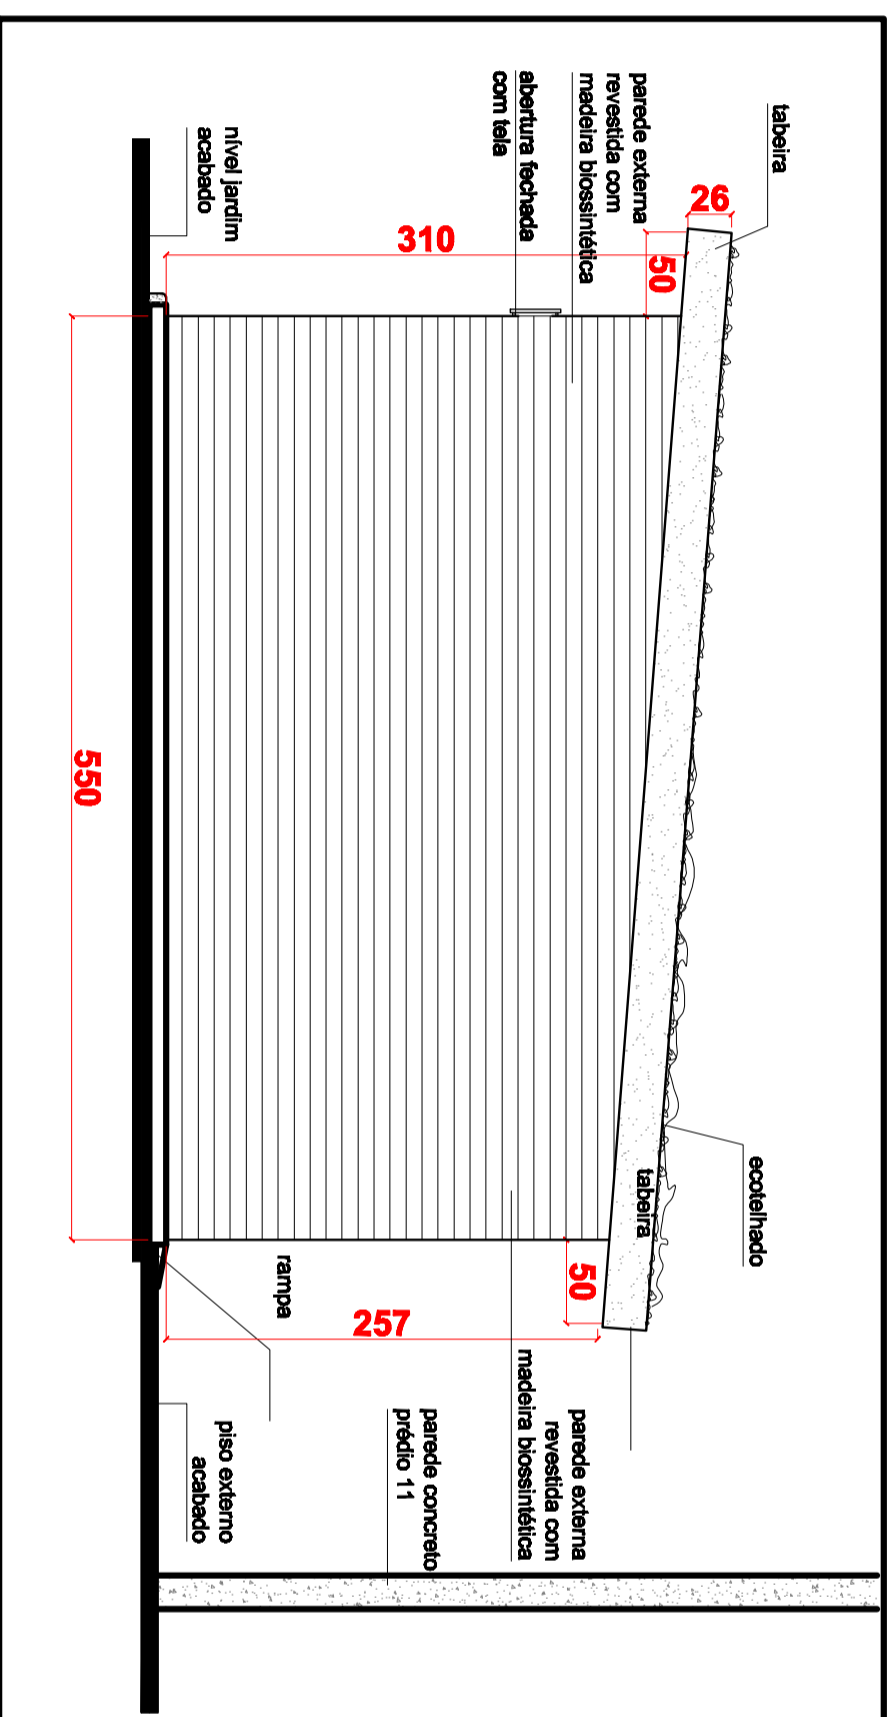 tabeira
26
parede externa
revestida com
madeira biossintética
50
abertura fechada
com tela
310
nível jardim
acabado
550
ecotelhado
tabeira
50
rampa
257
parede externa
revestida com
madeira biossintética
parede concreto
prédio 11
piso externo
acabado